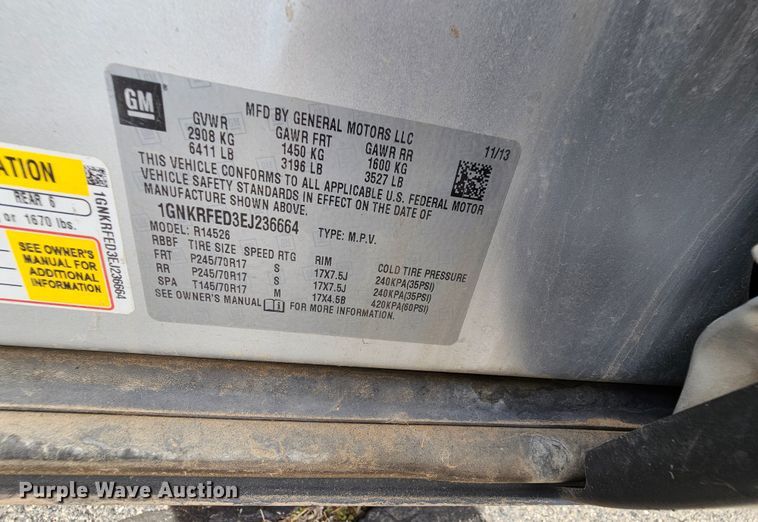 GM
MFD BY GENERAL MOTORS LLC
GVWR GAWR FRT GAWR RR 11/13
2908 KG 1450 KG 1600 KG
6411 LB 3196 LB 3527 LB
THIS VEHICLE CONFORMS TO ALL APPLICABLE U.S. FEDERAL MOTOR
VEHICLE SAFETY STANDARDS IN EFFECT ON THE DATE OF
MANUFACTURE SHOWN ABOVE.
1GNKRFED3EJ236664
MODEL: R14526 TYPE: M.P.V.
RBBF TIRE SIZE SPEED RTG RIM COLD TIRE PRESSURE
FRT P245/70R17 S 17X7.5J 240KPA(35PSI)
RR P245/70R17 S 17X7.5J 240KPA(35PSI)
SPA T145/70R17 M 17X4.5B 420KPA(60PSI)
SEE OWNER'S MANUAL FOR MORE INFORMATION.
ATION
REAR 6
or 1670 lbs.
SEE OWNER'S
MANUAL FOR
ADDITIONAL
INFORMATION
1GNKRFED3EJ236664
Purple Wave Auction
Purple Wave Auction